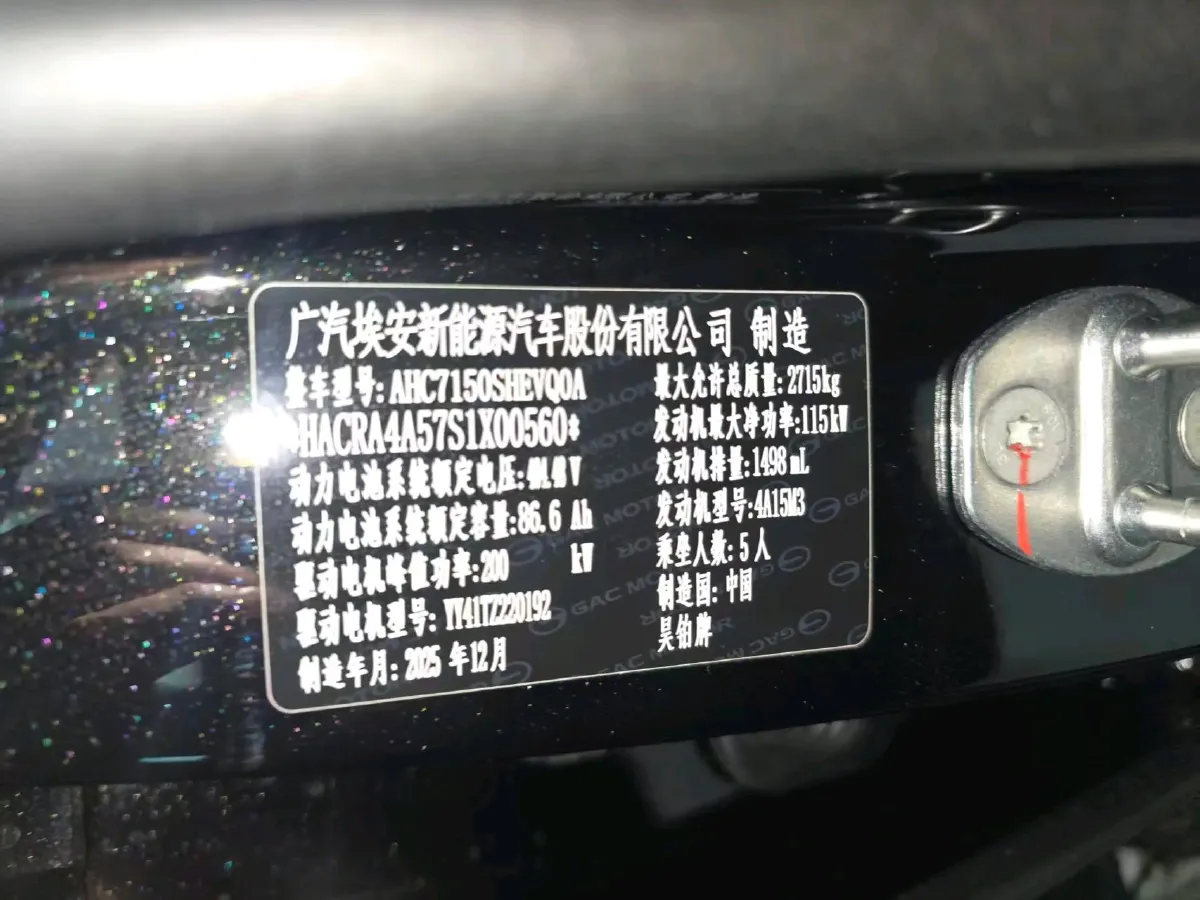 广汽埃安新能源汽车股份有限公司 制造
整车型号: AHC7150SHEVQ0A
*HACRA4A57S1X00560*
动力电池系统额定电压:
动力电池系统额定容量:86.6 Ah
驱动电机峰值功率:200 kW
驱动电机型号: YY41TZ220192
制造年月: 2025 年12月
最大允许总质量: 2715kg
发动机最大净功率:115kW
发动机排量:1498 mL
发动机型号:4A15M3
乘坐人数: 5 人
制造国: 中国
昊铂牌
GAC MOTOR